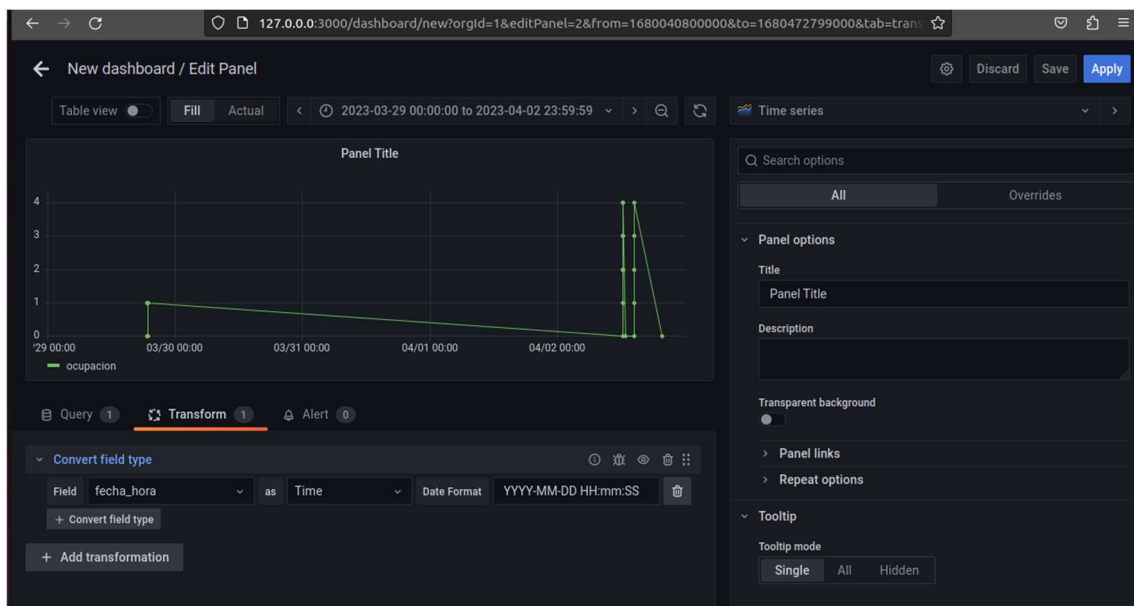 127.0.0.0:3000/dashboard/new?orgId=1&editPanel=2&from=1680040800000&to=1680472799000&tab=trans
New dashboard / Edit Panel
Discard Save Apply
Table view Fill Actual 2023-03-29 00:00:00 to 2023-04-02 23:59:59 Time series
Panel Title
Search options
All Overrides
4
3
2
1
0
'29 00:00 03/30 00:00 03/31 00:00 04/01 00:00 04/02 00:00
ocupacion
Panel options
Title
Panel Title
Description
Transparent background
Panel links
Repeat options
Tooltip
Tooltip mode
Single All Hidden
Query 1 Transform 1 Alert 0
Convert field type
Field fecha_hora as Time Date Format YYYY-MM-DD HH:mm:SS
+ Convert field type
+ Add transformation